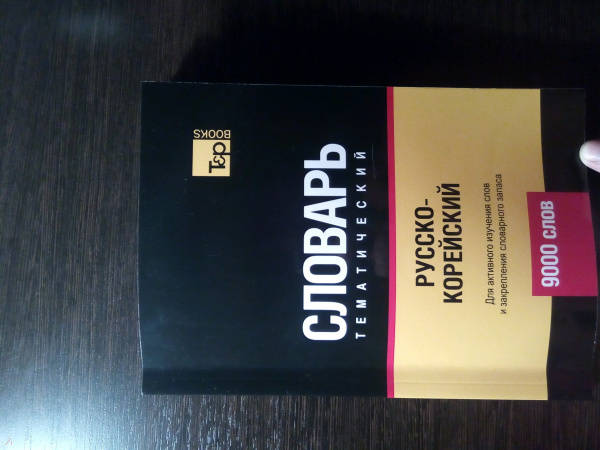 T&p
BOOKS
СЛОВАРЬ
ТЕМАТИЧЕСКИЙ
РУССКО-
КОРЕЙСКИЙ
Для активного изучения слов
и закрепления словарного запаса
9000 СЛОВ